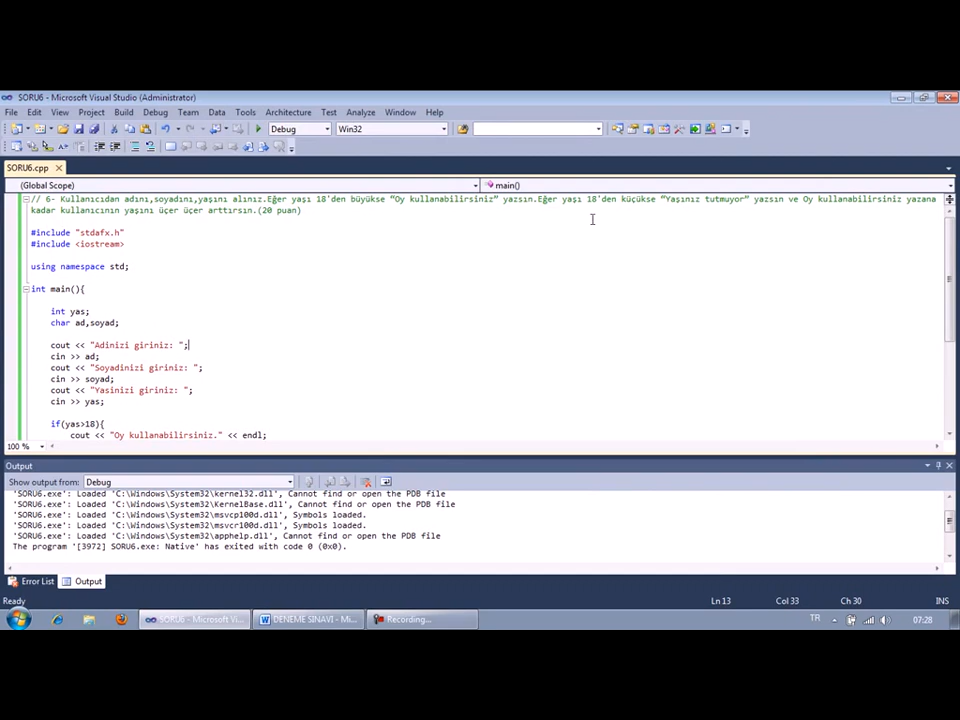 SORU6 - Microsoft Visual Studio (Administrator)
File Edit View Project Build Debug Team Data Tools Architecture Test Analyze Window Help
Debug Win32
SORU6.cpp
(Global Scope) main()
// 6- Kullanıcıdan adını,soyadını,yaşını alınız.Eğer yaşı 18'den büyükse “Oy kullanabilirsiniz” yazsın.Eğer yaşı 18'den küçükse “Yaşınız tutmuyor” yazsın ve Oy kullanabilirsiniz yazana
kadar kullanıcının yaşını üçer üçer arttırsın.(20 puan)
#include "stdafx.h"
#include <iostream>
using namespace std;
int main(){
int yas;
char ad,soyad;
cout << "Adinizi giriniz: ";
cin >> ad;
cout << "Soyadinizi giriniz: ";
cin >> soyad;
cout << "Yasinizi giriniz: ";
cin >> yas;
if(yas>18){
cout << "Oy kullanabilirsiniz." << endl;
100 %
Output
Show output from: Debug
'SORU6.exe': Loaded 'C:\Windows\System32\kernel32.dll', Cannot find or open the PDB file
'SORU6.exe': Loaded 'C:\Windows\System32\KernelBase.dll', Cannot find or open the PDB file
'SORU6.exe': Loaded 'C:\Windows\System32\msvcp100d.dll', Symbols loaded.
'SORU6.exe': Loaded 'C:\Windows\System32\msvcr100d.dll', Symbols loaded.
'SORU6.exe': Loaded 'C:\Windows\System32\apphelp.dll', Cannot find or open the PDB file
The program '[3972] SORU6.exe: Native' has exited with code 0 (0x0).
Error List Output
Ready Ln 13 Col 33 Ch 30 INS
SORU6 - Microsoft Vi... DENEME SINAVI - Mi... Recording... TR 07:28